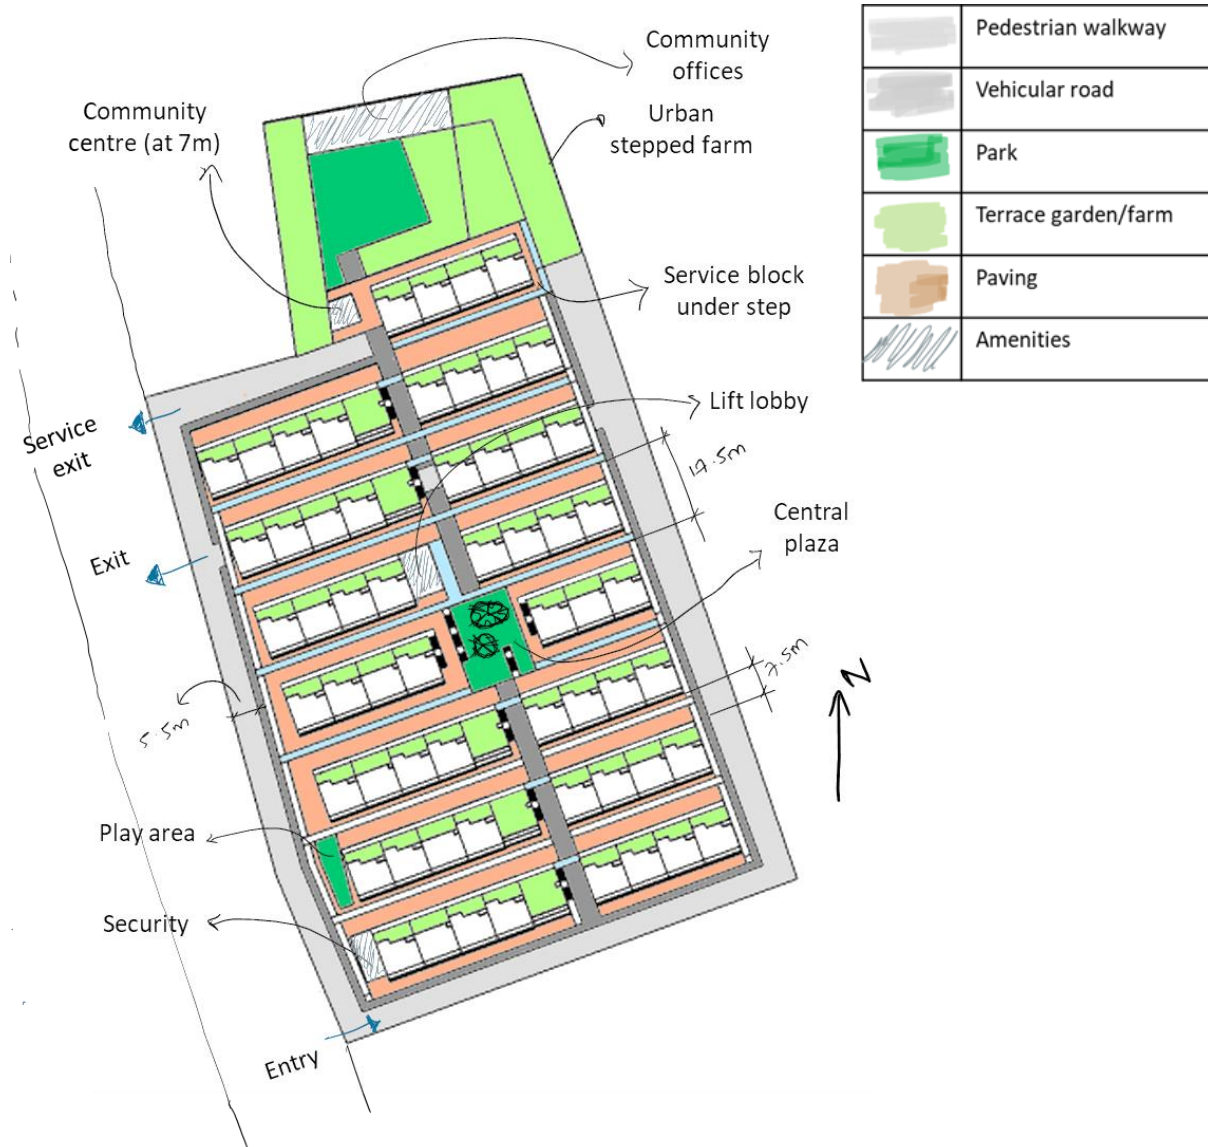 Community
offices
Community
centre (at 7m)
Urban
stepped farm
Service block
under step
Lift lobby
Service
exit
17.5m
Central
plaza
Exit
7.5m
5.5m
N
Play area
Security
Entry
Pedestrian walkway
Vehicular road
Park
Terrace garden/farm
Paving
Amenities